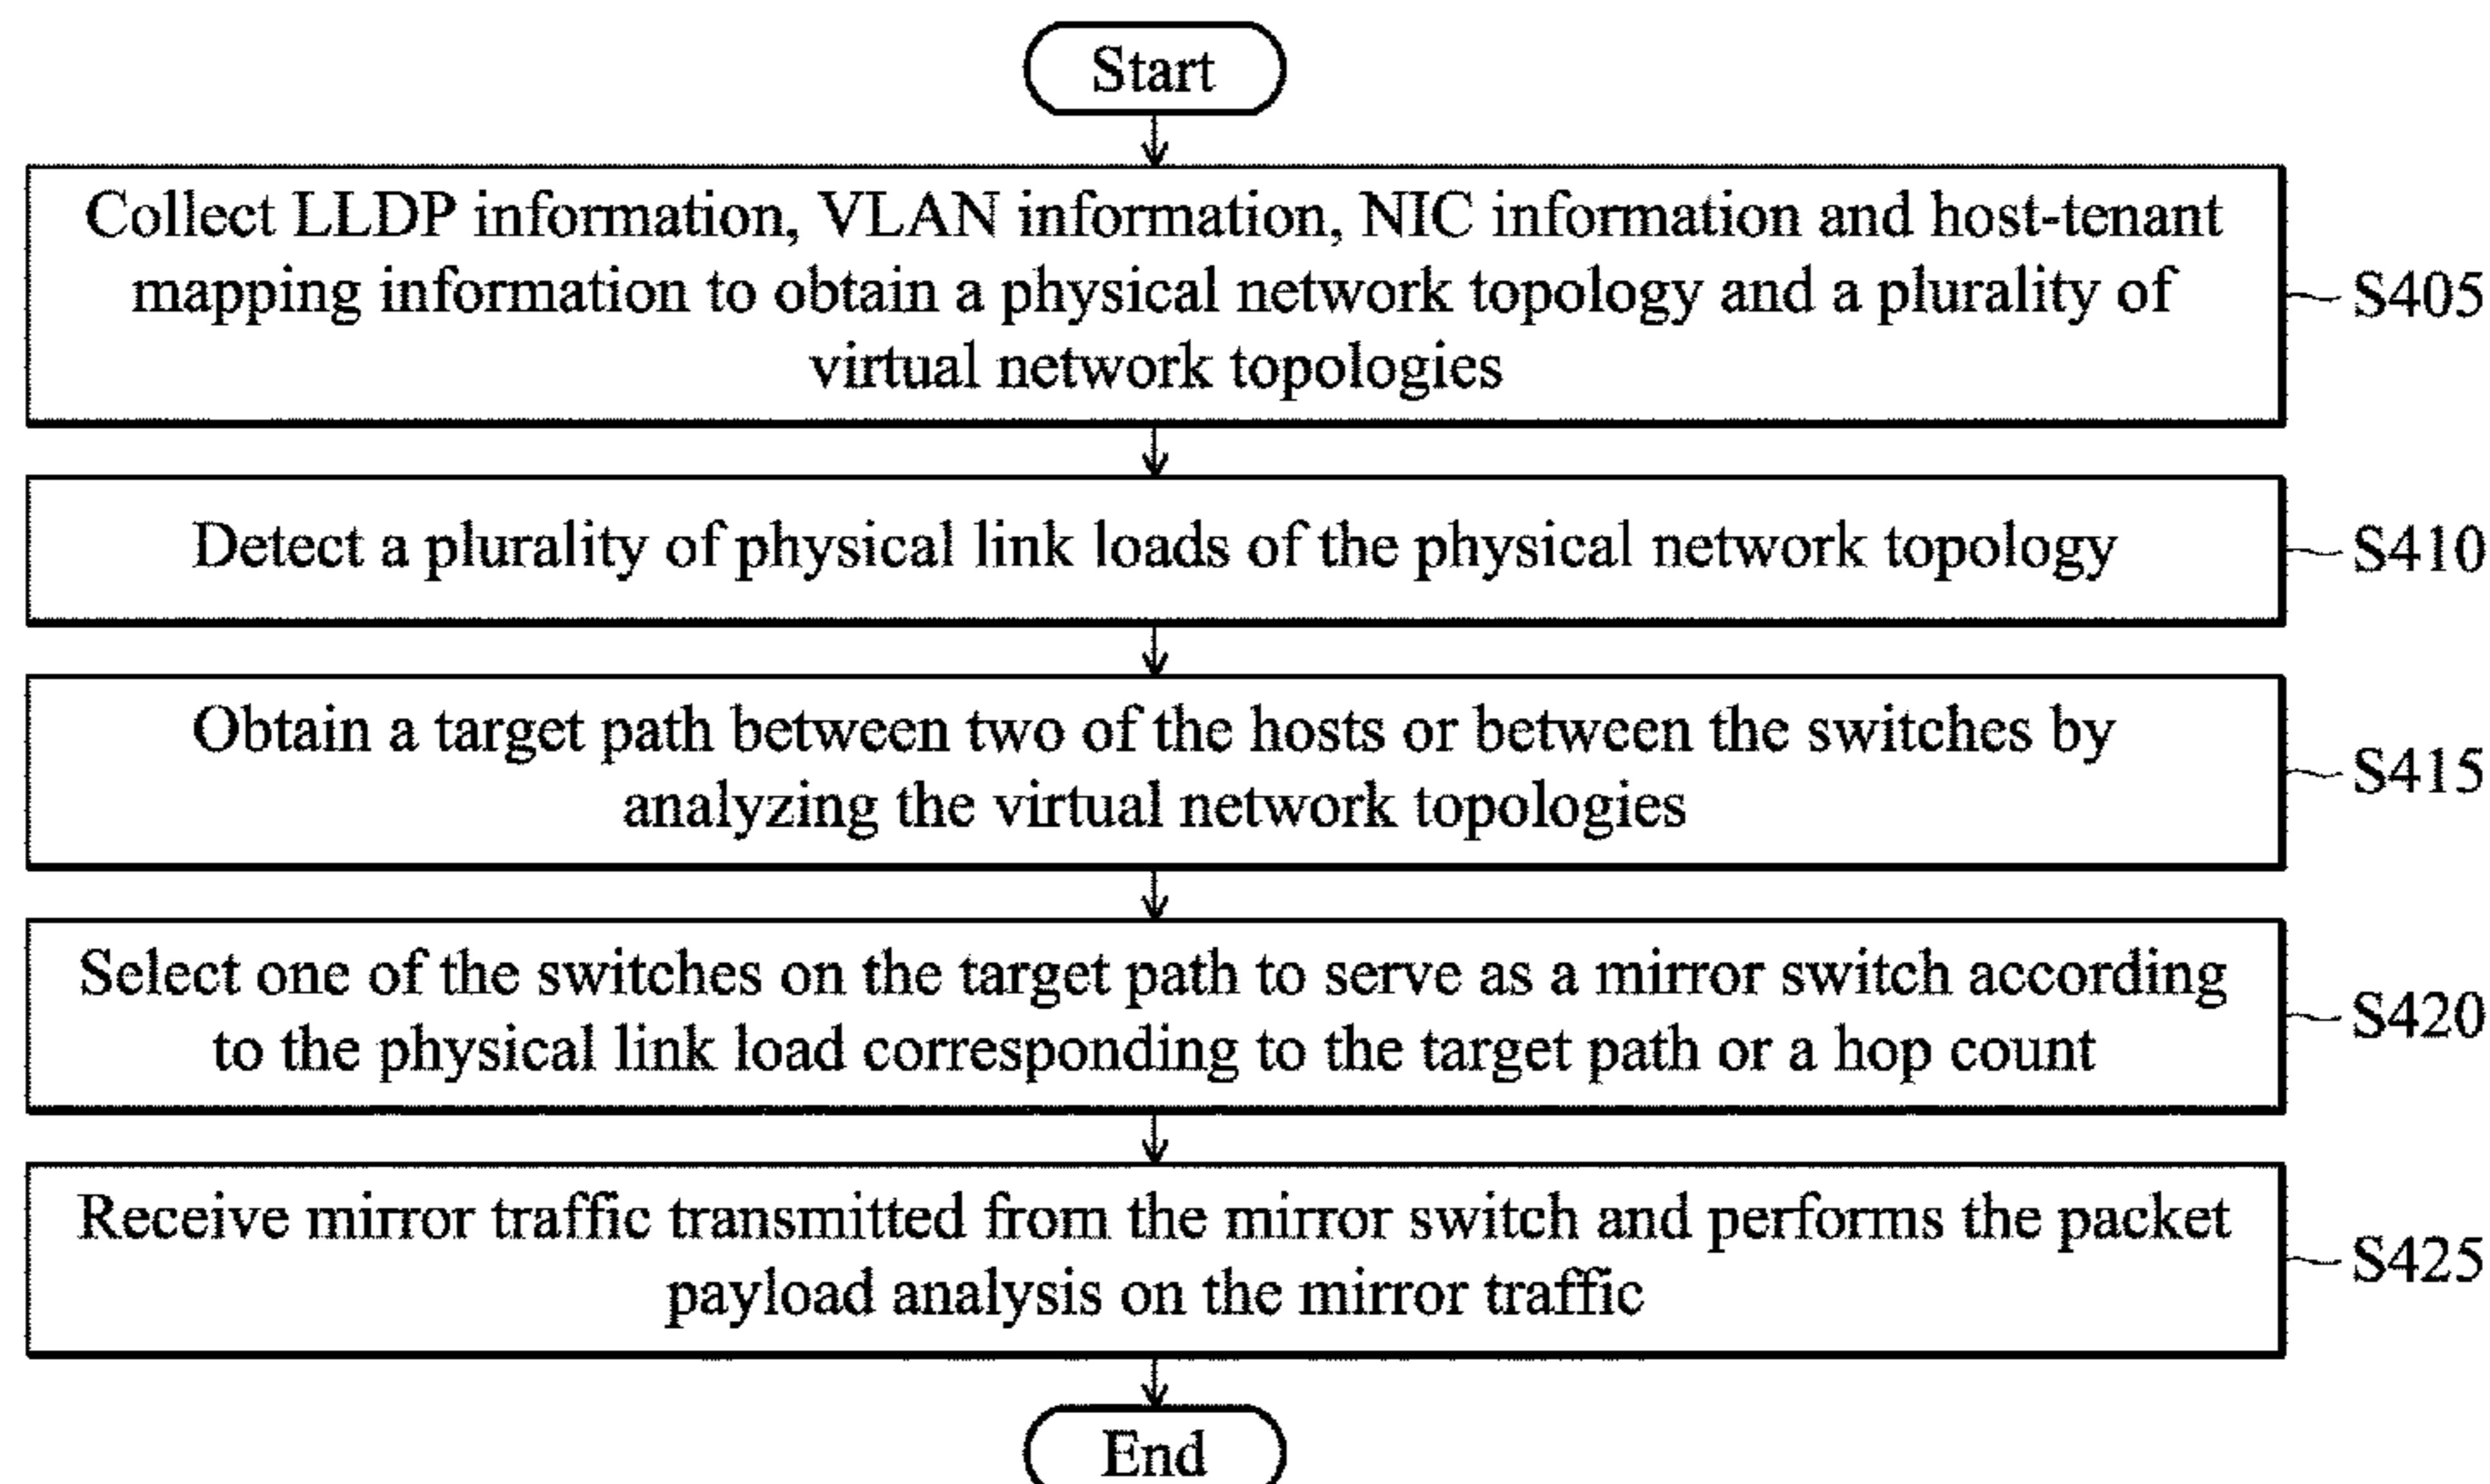 Start
Collect LLDP information, VLAN information, NIC information and host-tenant
mapping information to obtain a physical network topology and a plurality of
virtual network topologies
S405
Detect a plurality of physical link loads of the physical network topology
S410
Obtain a target path between two of the hosts or between the switches by
analyzing the virtual network topologies
S415
Select one of the switches on the target path to serve as a mirror switch according
to the physical link load corresponding to the target path or a hop count
S420
Receive mirror traffic transmitted from the mirror switch and performs the packet
payload analysis on the mirror traffic
S425
End